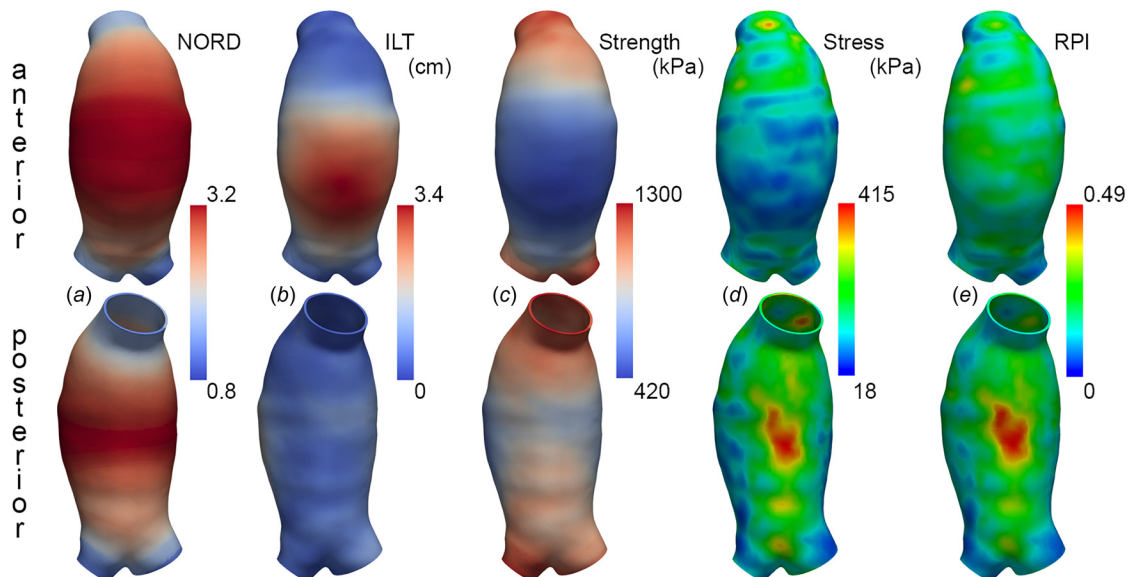 anterior
NORD
ILT
(cm)
Strength
(kPa)
Stress
(kPa)
RPI
3.2
3.4
1300
415
0.49
(a)
(b)
(c)
(d)
(e)
0.8
0
420
18
0
posterior